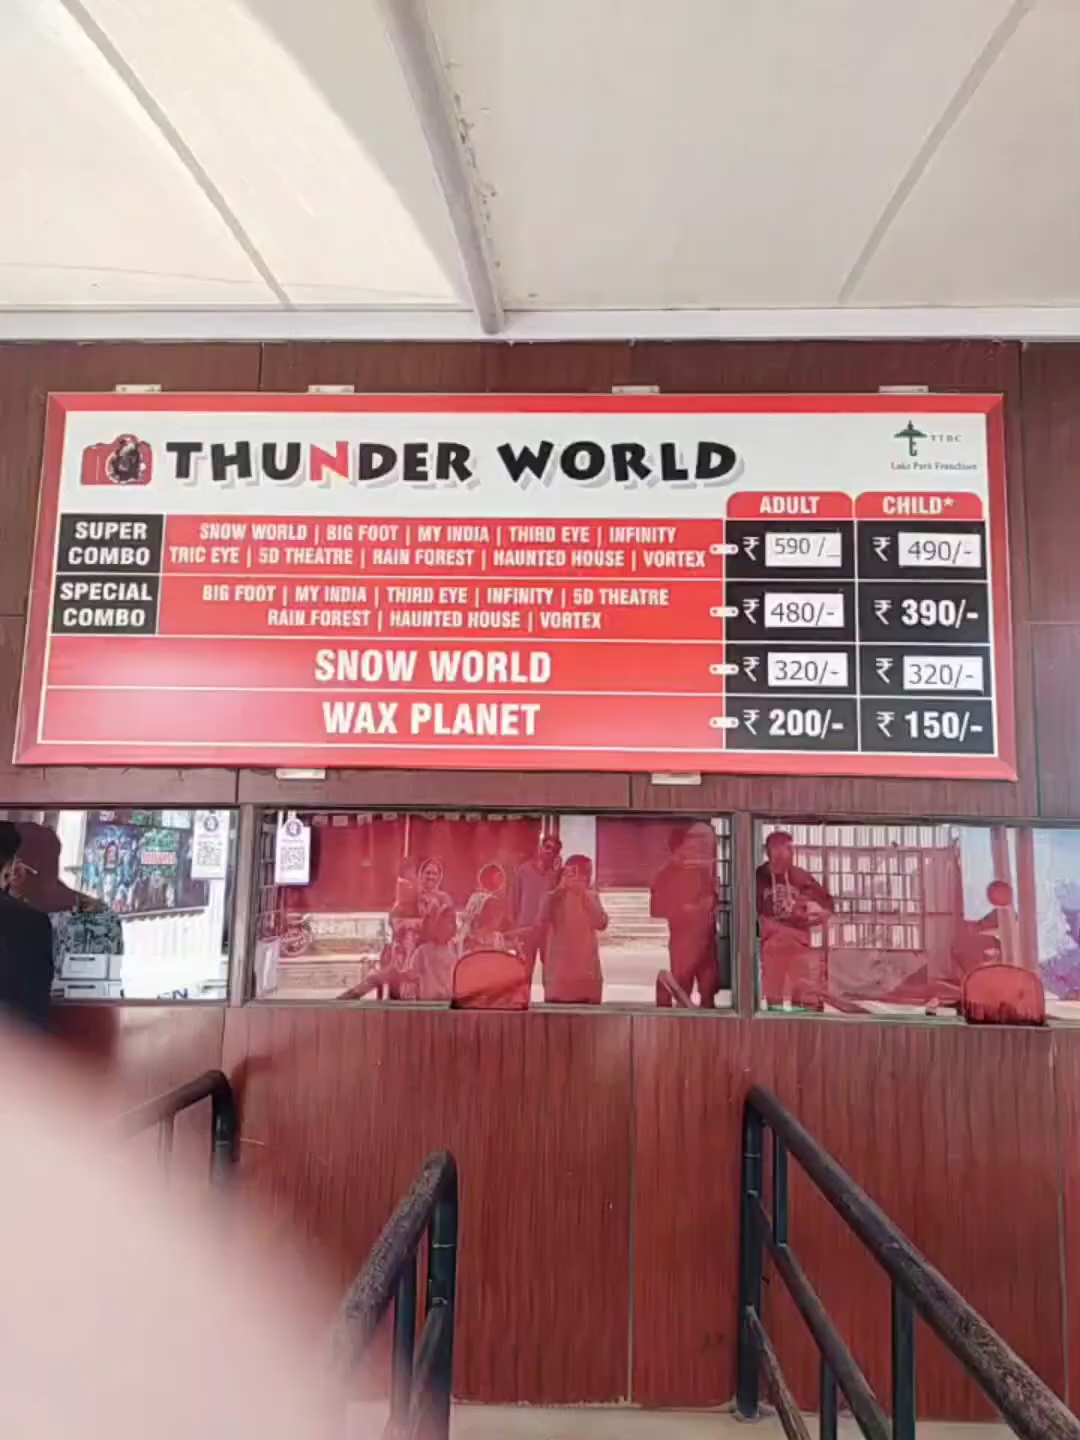 THUNDER WORLD
TTDC
Lake Park Franchisee
ADULT CHILD*
SUPER COMBO
SNOW WORLD | BIG FOOT | MY INDIA | THIRD EYE | INFINITY
TRIC EYE | 5D THEATRE | RAIN FOREST | HAUNTED HOUSE | VORTEX
₹ 590/- ₹ 490/-
SPECIAL COMBO
BIG FOOT | MY INDIA | THIRD EYE | INFINITY | 5D THEATRE
RAIN FOREST | HAUNTED HOUSE | VORTEX
₹ 480/- ₹ 390/-
SNOW WORLD ₹ 320/- ₹ 320/-
WAX PLANET ₹ 200/- ₹ 150/-